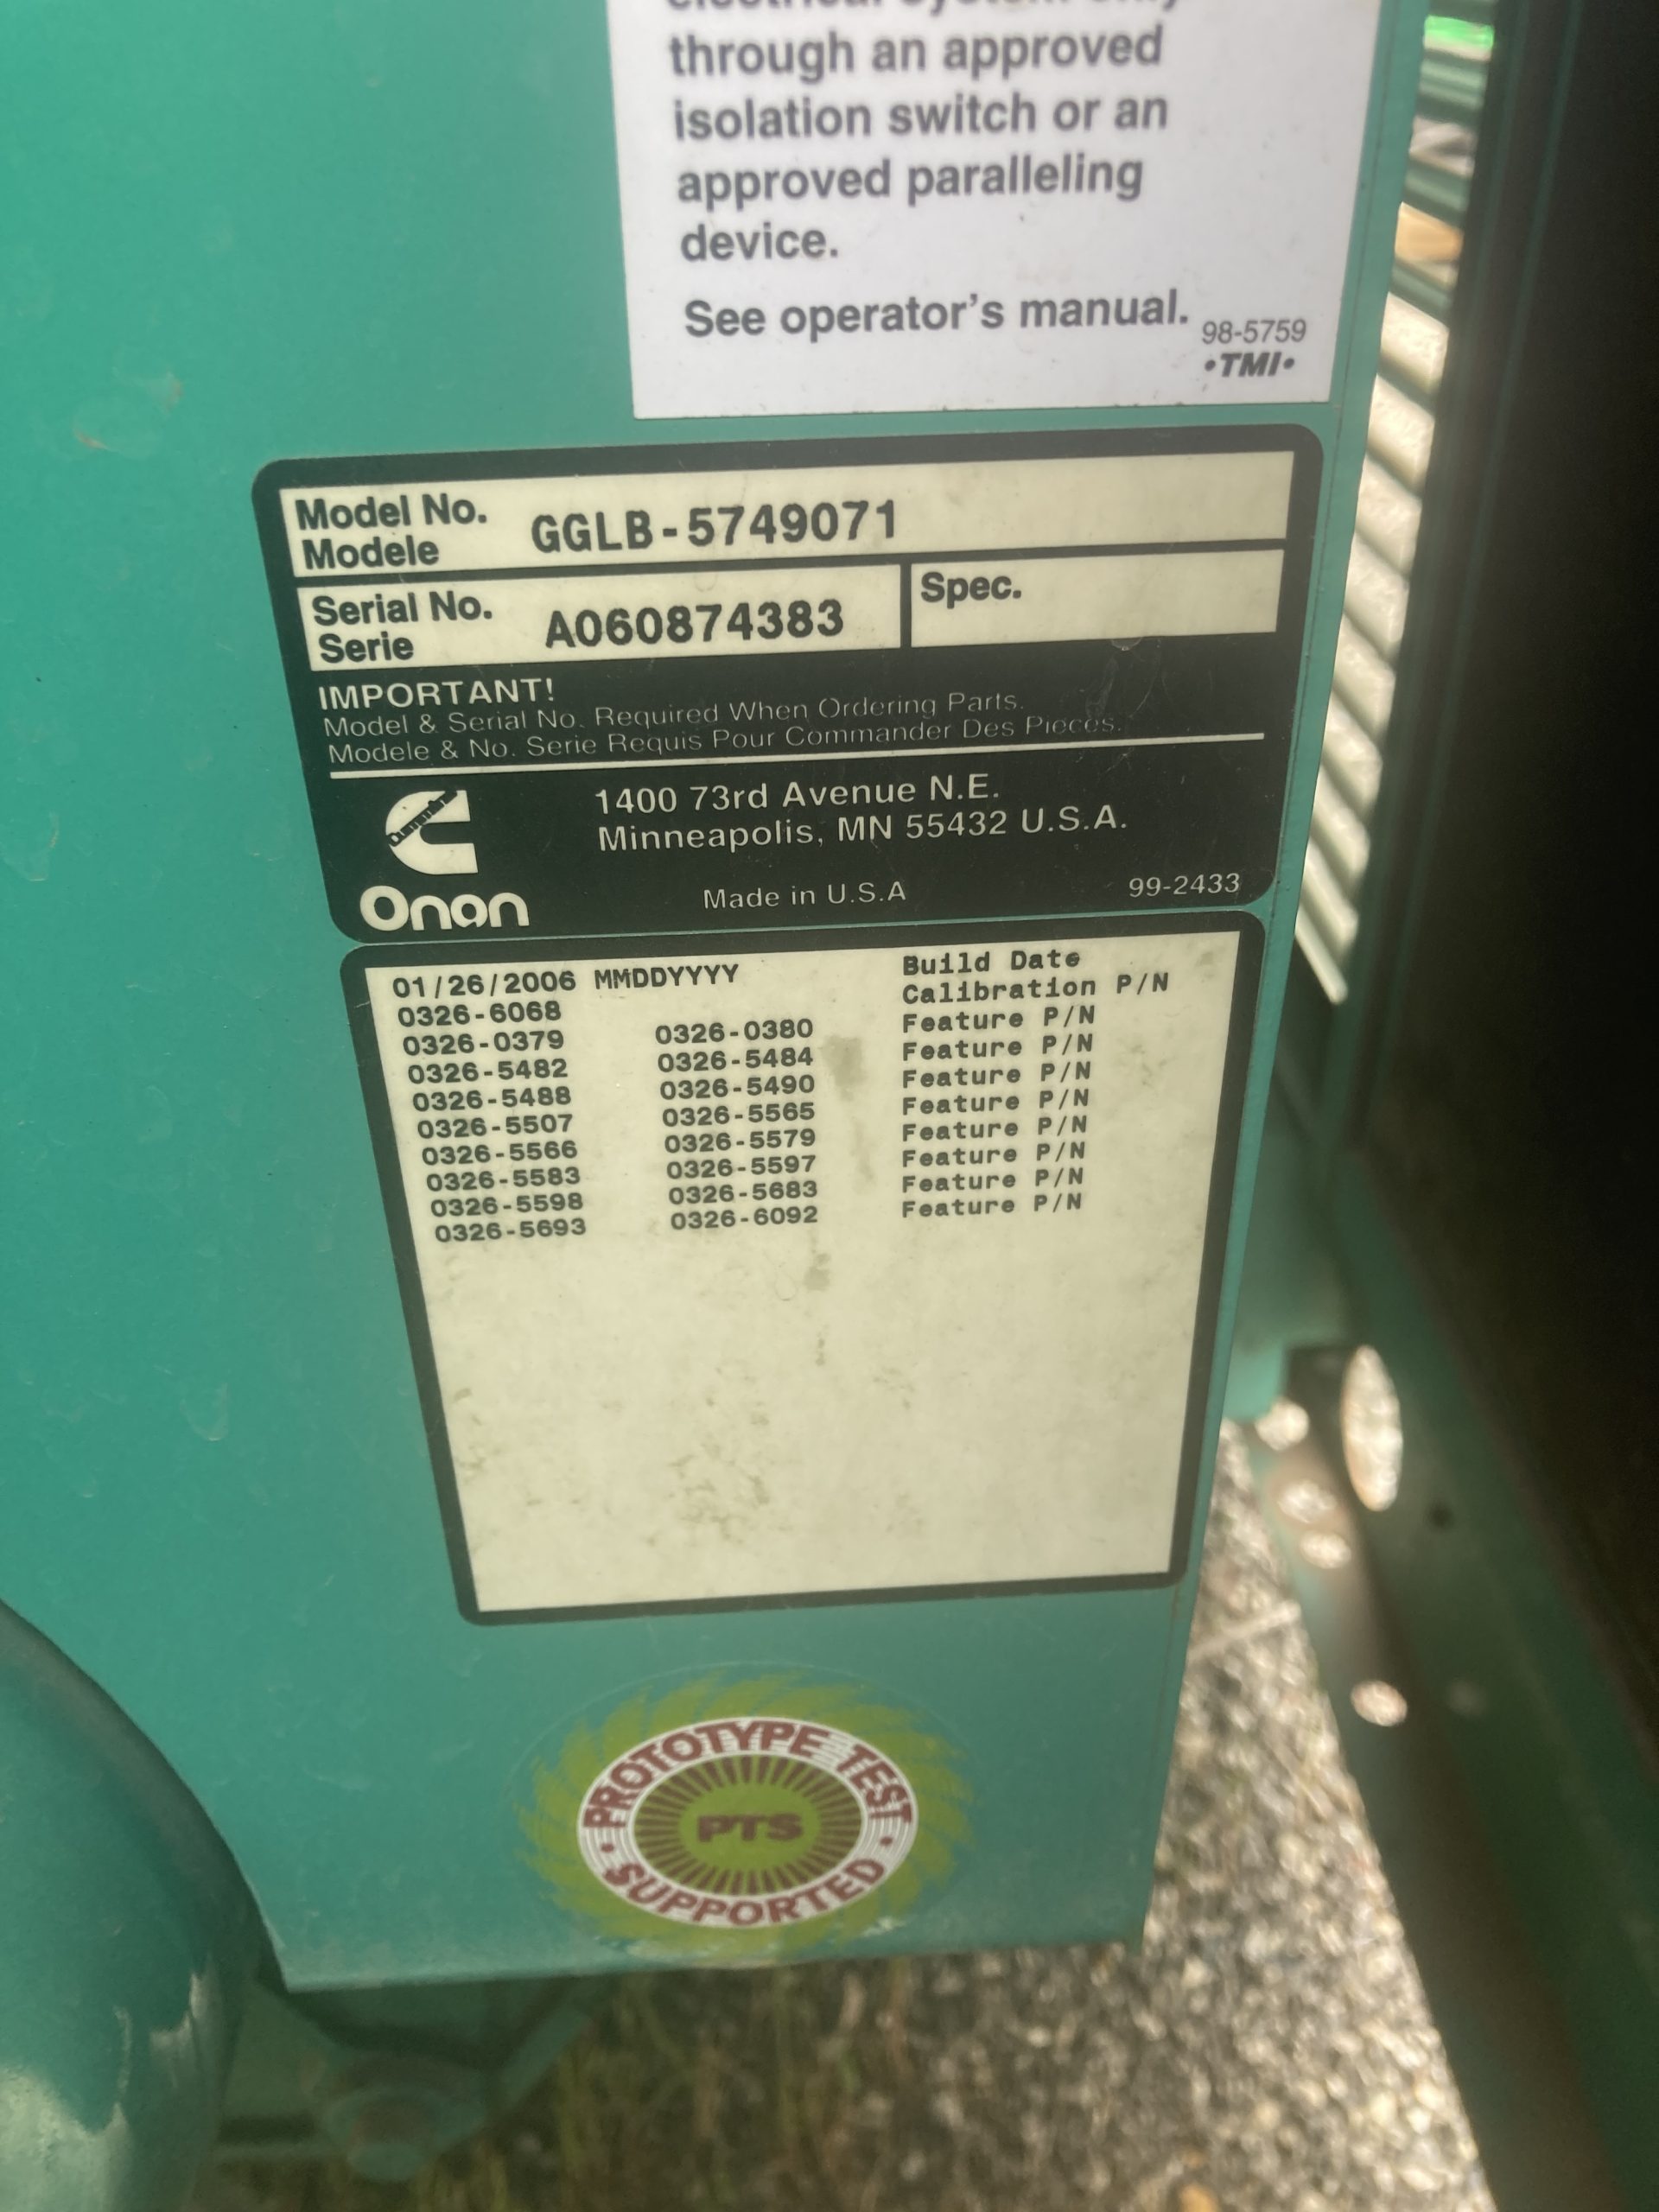 electrical system only
through an approved
isolation switch or an
approved paralleling
device.
See operator's manual.
98-5759
•TMI•
Model No.
Modele
GGLB-5749071
Serial No.
Serie
A060874383
Spec.
IMPORTANT!
Model & Serial No. Required When Ordering Parts.
Modele & No. Serie Requis Pour Commander Des Pieces.
Cummins
Onan
1400 73rd Avenue N.E.
Minneapolis, MN 55432 U.S.A.
Made in U.S.A
99-2433
01/26/2006 MMDDYYYY Build Date
0326-6068 Calibration P/N
0326-0379 0326-0380 Feature P/N
0326-5482 0326-5484 Feature P/N
0326-5488 0326-5490 Feature P/N
0326-5507 0326-5565 Feature P/N
0326-5566 0326-5579 Feature P/N
0326-5583 0326-5597 Feature P/N
0326-5598 0326-5683 Feature P/N
0326-5693 0326-6092 Feature P/N
PROTOTYPE TEST
PTS
• SUPPORTED •